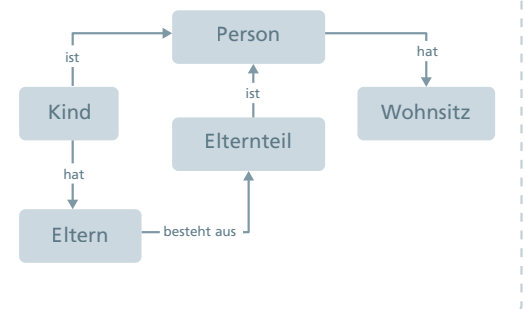 Person
ist
hat
Kind
ist
Wohnsitz
Elternteil
hat
Eltern
besteht aus